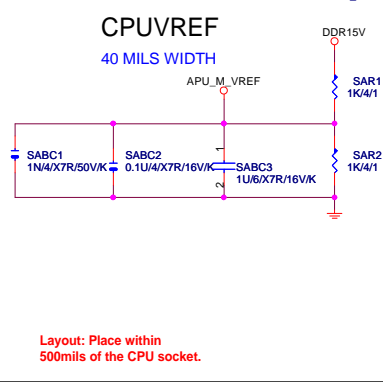 CPUVREF
40 MILS WIDTH
DDR15V
APU_M_VREF
SAR1
1K/4/1
SABC1
1N/4/X7R/50V/K
SABC2
0.1U/4/X7R/16V/K
1
2
SABC3
1U/6/X7R/16V/K
SAR2
1K/4/1
Layout: Place within
500mils of the CPU socket.